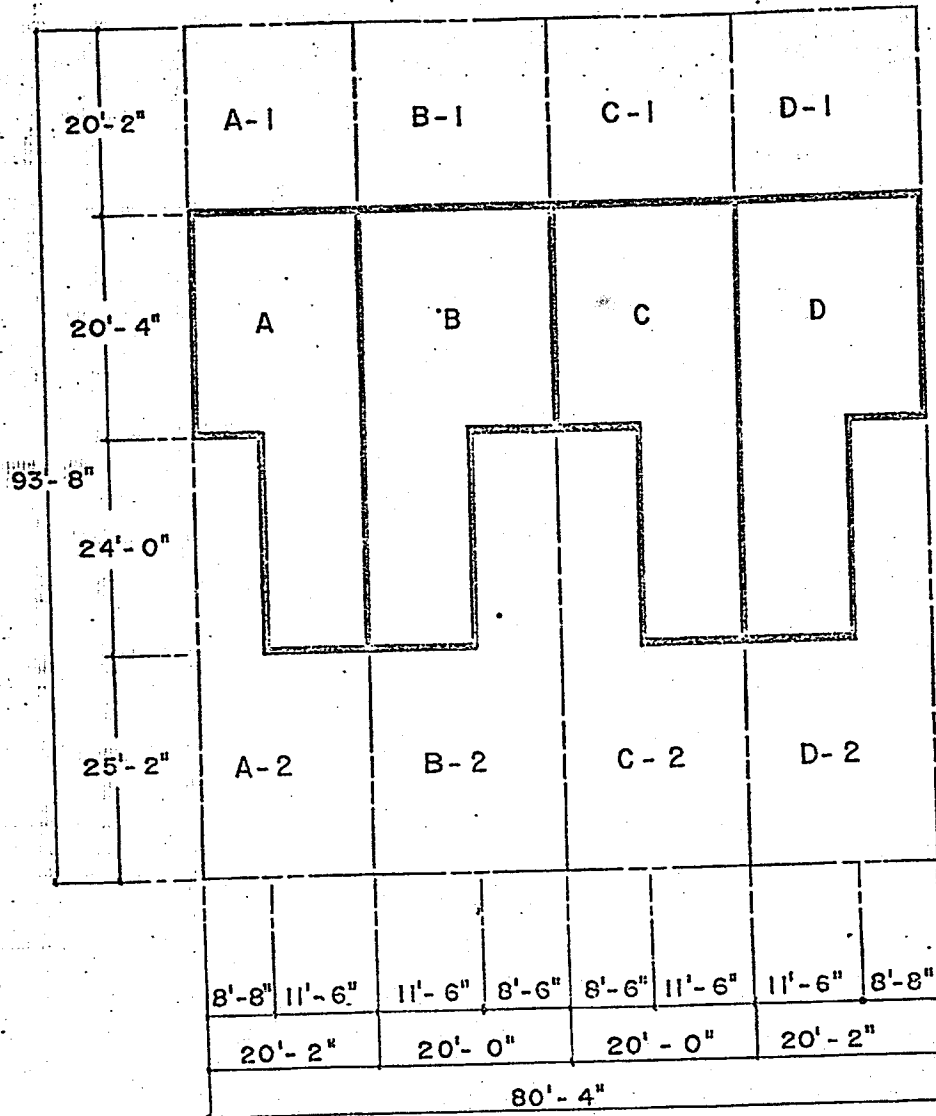 20'-2" A-1 B-1 C-1 D-1
20'-4" A B C D
93'-8"
24'-0"
25'-2" A-2 B-2 C-2 D-2
8'-8" 11'-6" 11'-6" 8'-6" 8'-6" 11'-6" 11'-6" 8'-8"
20'-2" 20'-0" 20'-0" 20'-2"
80'-4"